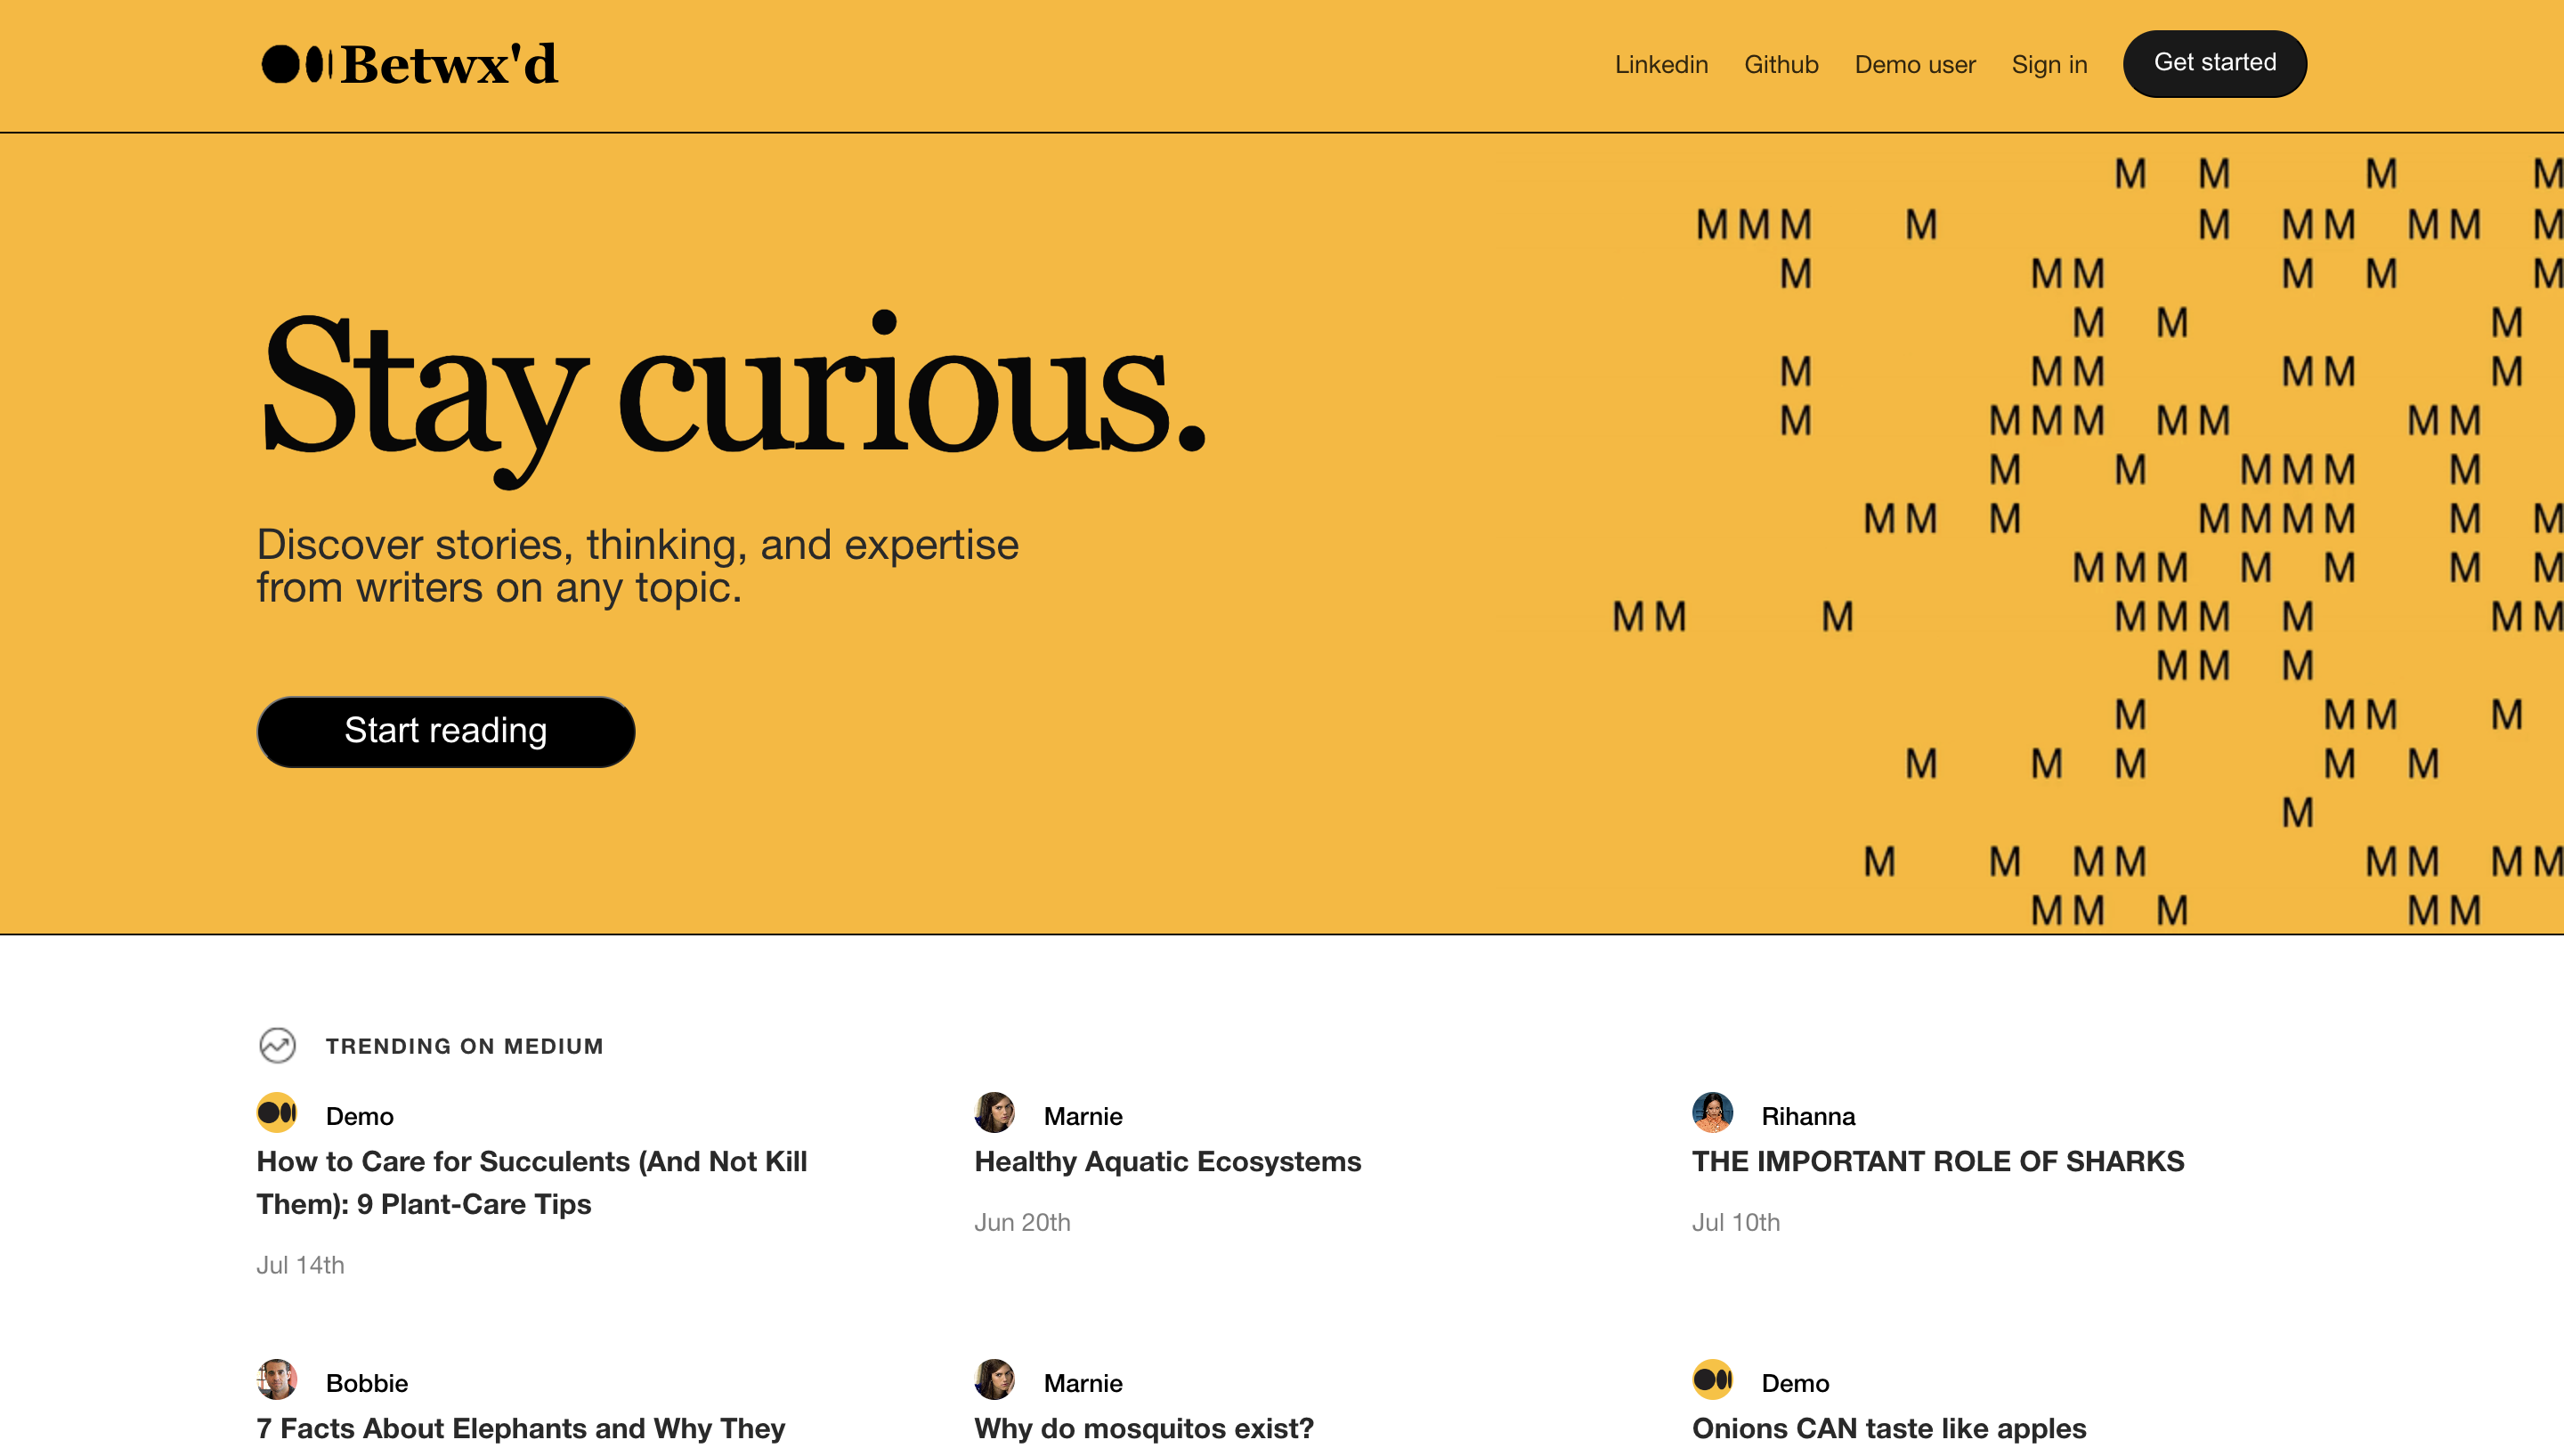 Betwx'd
Linkedin Github Demo user Sign in Get started
M M M M
M M M M M M M M M M
M M M M M M
M M M
M M M M M M
M M M M M M M M
M M M M M M
M M M M M M M M M
M M M M M M M
M M M M M M M M M
M M M
M M M M
M M M M M
M
M M M M M M M M
M M M M M
Stay curious.
Discover stories, thinking, and expertise
from writers on any topic.
Start reading
TRENDING ON MEDIUM
Demo
How to Care for Succulents (And Not Kill
Them): 9 Plant-Care Tips
Jul 14th
Marnie
Healthy Aquatic Ecosystems
Jun 20th
Rihanna
THE IMPORTANT ROLE OF SHARKS
Jul 10th
Bobbie
7 Facts About Elephants and Why They
Marnie
Why do mosquitos exist?
Demo
Onions CAN taste like apples